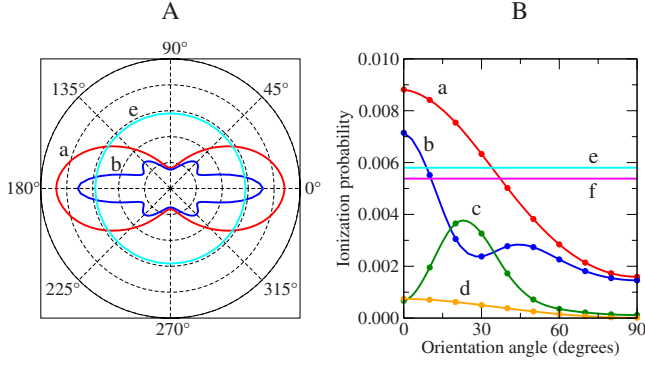 A
90°
135°
45°
e
a
b
180°
0°
225°
315°
270°
B
Ionization probability
0.010
0.008
0.006
0.004
0.002
0.000
a
b
e
f
c
d
0
30
60
90
Orientation angle (degrees)